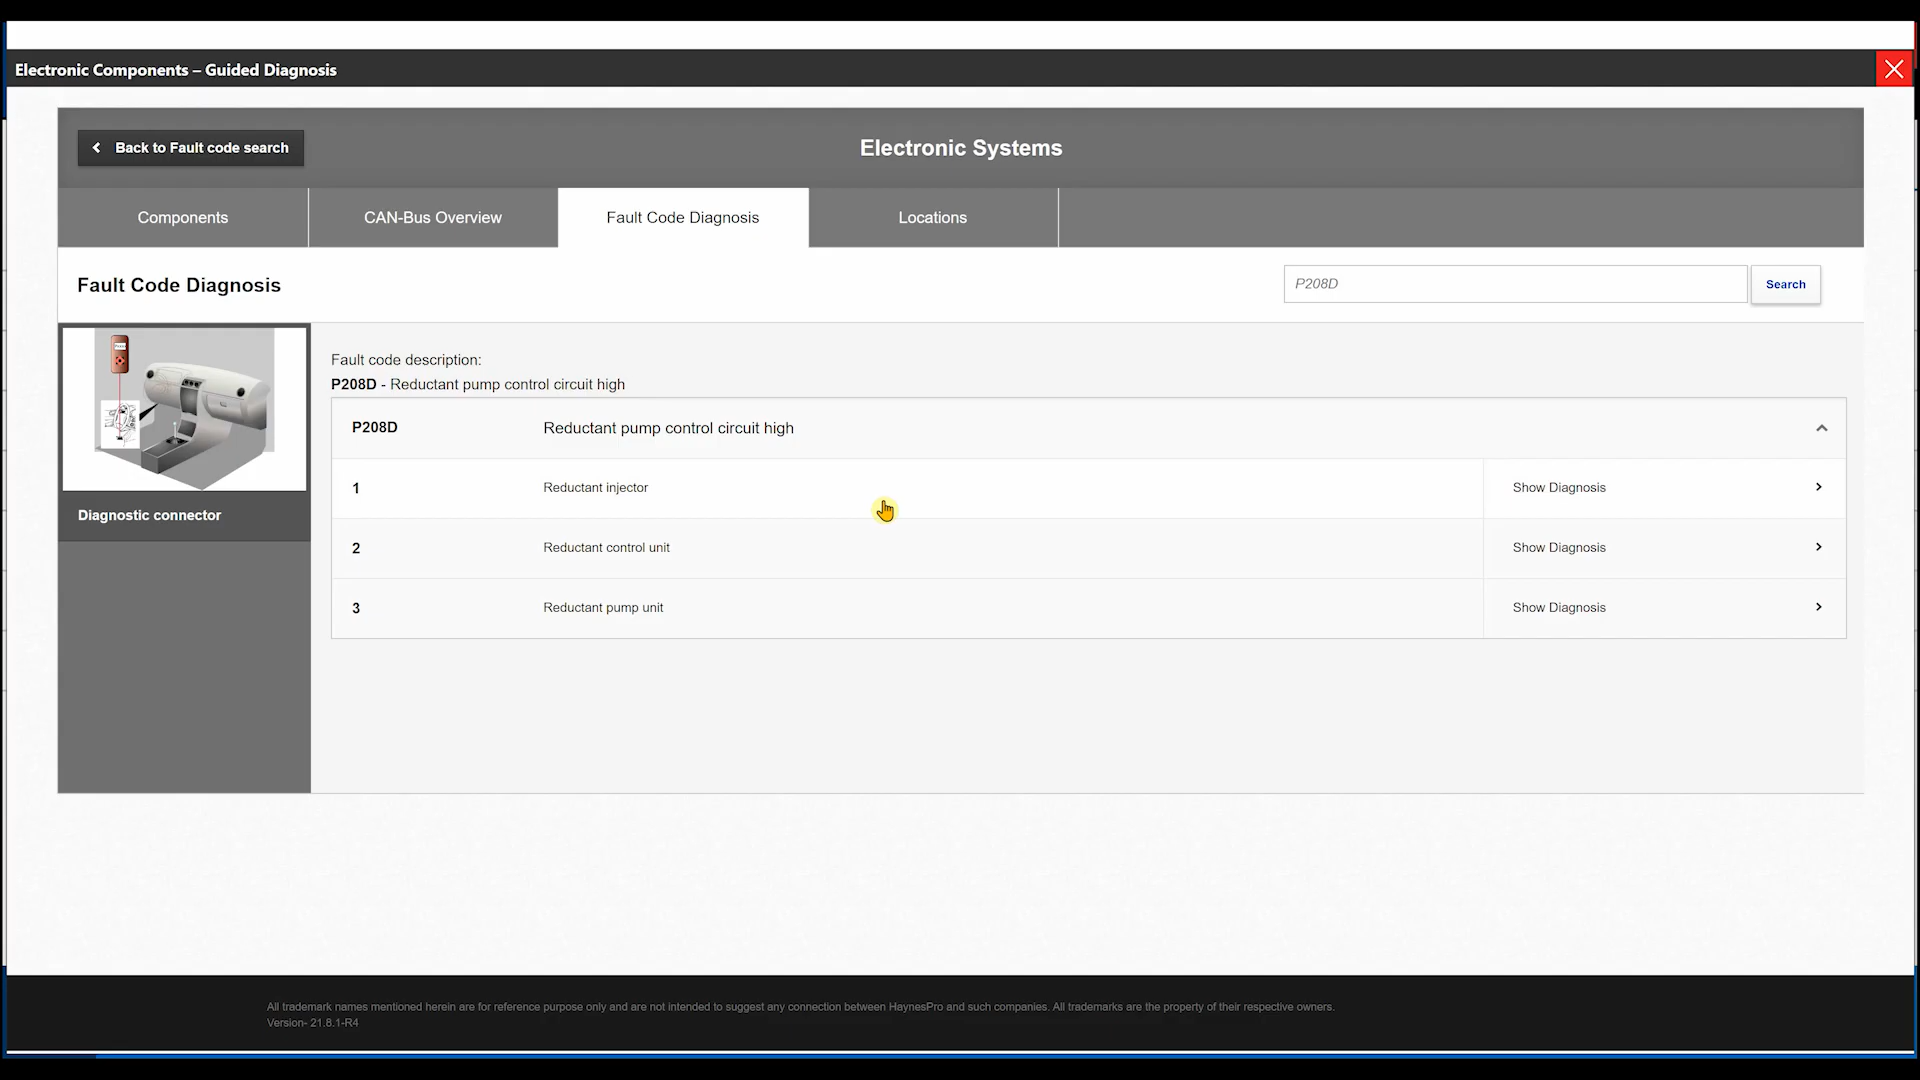 Electronic Components – Guided Diagnosis
Back to Fault code search
Electronic Systems
Components
CAN-Bus Overview
Fault Code Diagnosis
Locations
Fault Code Diagnosis
P208D
Search
Diagnostic connector
Fault code description:
P208D - Reductant pump control circuit high
P208D Reductant pump control circuit high
1 Reductant injector Show Diagnosis
2 Reductant control unit Show Diagnosis
3 Reductant pump unit Show Diagnosis
All trademark names mentioned herein are for reference purpose only and are not intended to suggest any connection between HaynesPro and such companies. All trademarks are the property of their respective owners.
Version- 21.8.1-R4